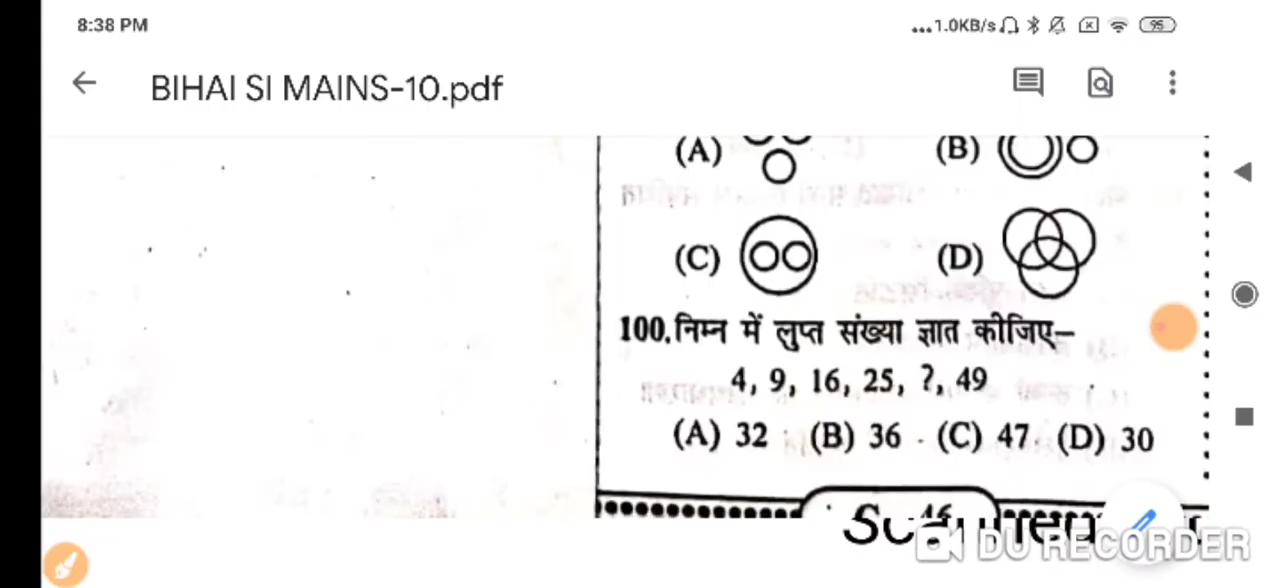 8:38 PM ...1.0KB/s 95
BIHAI SI MAINS-10.pdf
(A) (B)
(C) (D)
100. निम्न में लुप्त संख्या ज्ञात कीजिए–
4, 9, 16, 25, ?, 49
(A) 32 (B) 36 (C) 47 (D) 30
DU RECORDER